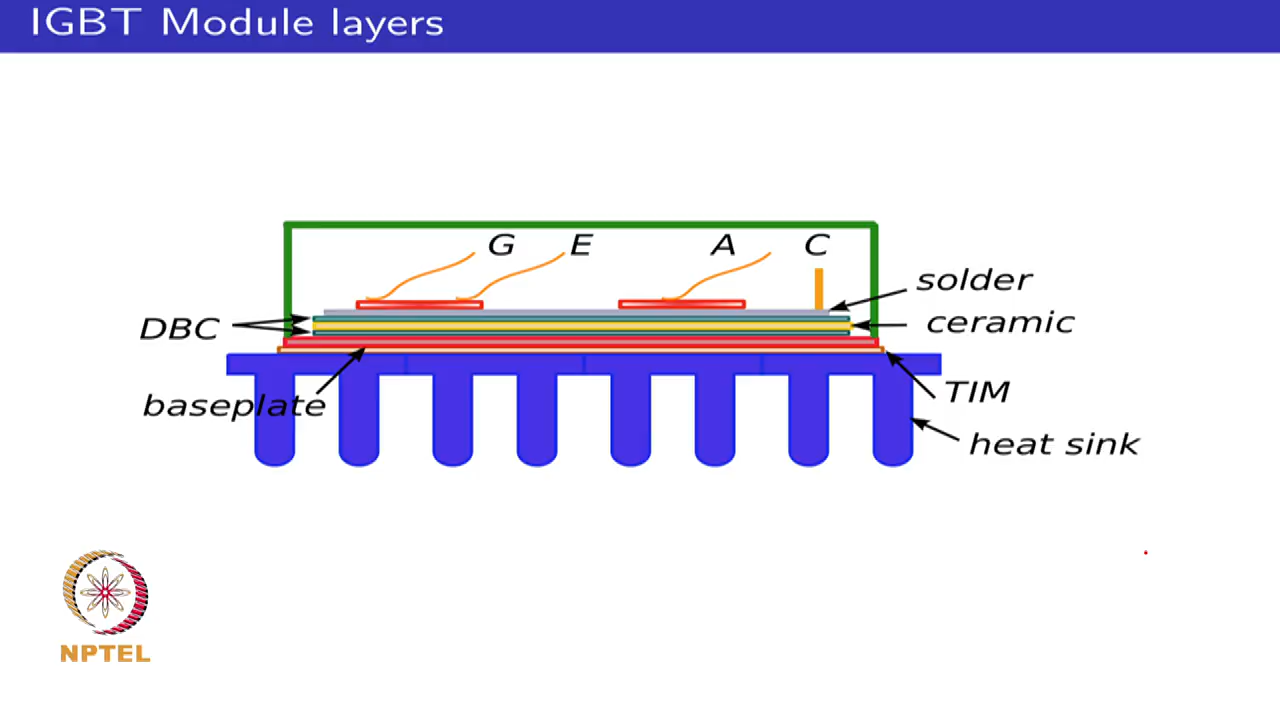 IGBT Module layers
G E A C
solder
DBC
ceramic
baseplate
TIM
heat sink
NPTEL